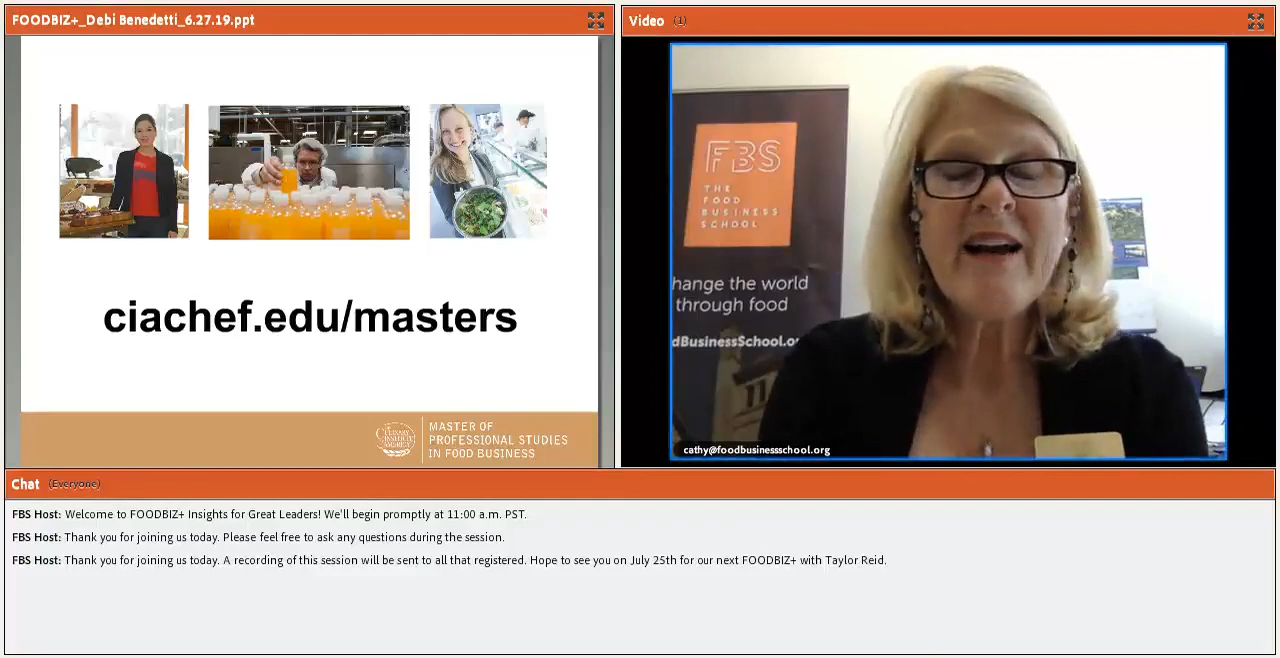 FOODBIZ+_Debi Benedetti_6.27.19.ppt
ciachef.edu/masters
CULINARY
INSTITUTE
AMERICA
MASTER OF
PROFESSIONAL STUDIES
IN FOOD BUSINESS
Video (1)
FBS
THE
FOOD
BUSINESS
SCHOOL
hange the world
through food
dBusinessSchool.o
cathy@foodbusinessschool.org
Chat (Everyone)
FBS Host: Welcome to FOODBIZ+ Insights for Great Leaders! We'll begin promptly at 11:00 a.m. PST.
FBS Host: Thank you for joining us today. Please feel free to ask any questions during the session.
FBS Host: Thank you for joining us today. A recording of this session will be sent to all that registered. Hope to see you on July 25th for our next FOODBIZ+ with Taylor Reid.